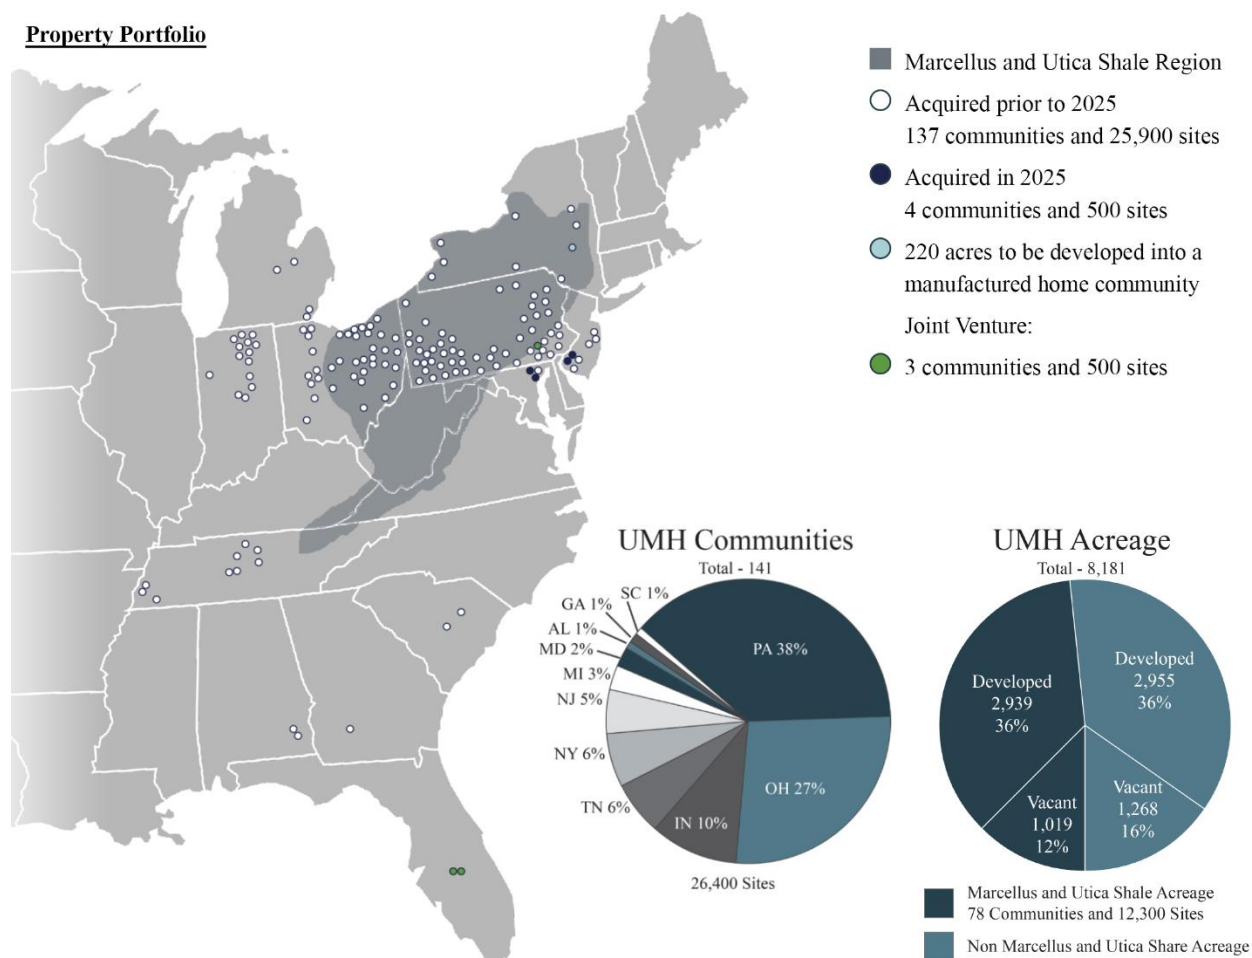 Property Portfolio
Marcellus and Utica Shale Region
Acquired prior to 2025
137 communities and 25,900 sites
Acquired in 2025
4 communities and 500 sites
220 acres to be developed into a
manufactured home community
Joint Venture:
3 communities and 500 sites
UMH Communities
Total - 141
SC 1%
GA 1%
AL 1%
MD 2%
MI 3%
NJ 5%
NY 6%
TN 6%
IN 10%
OH 27%
PA 38%
26,400 Sites
UMH Acreage
Total - 8,181
Developed
2,939
36%
Developed
2,955
36%
Vacant
1,019
12%
Vacant
1,268
16%
Marcellus and Utica Shale Acreage
78 Communities and 12,300 Sites
Non Marcellus and Utica Share Acreage